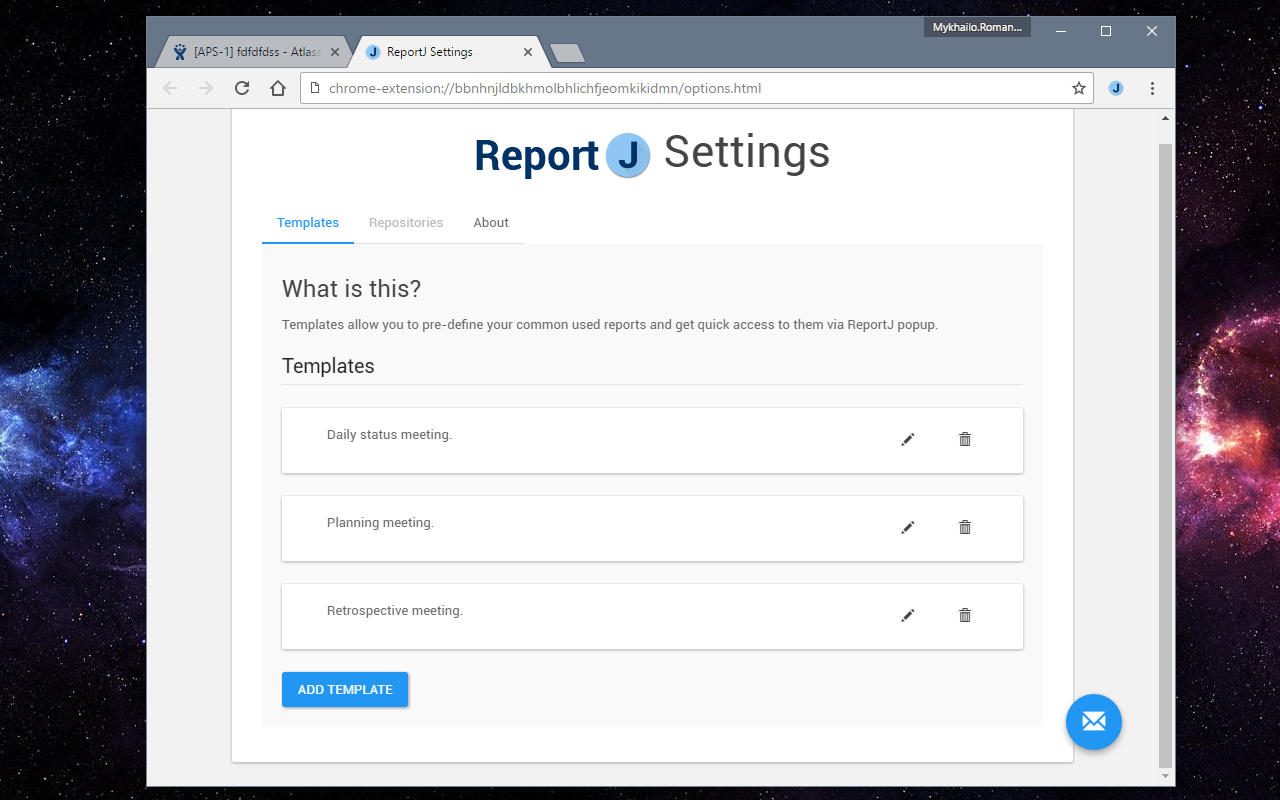 Mykhailo.Roman...
[APS-1] fdfdfdss - Atlass
J ReportJ Settings
chrome-extension://bbnhnjldbkhmolbhlichfjeomkikidmn/options.html
J
Report J Settings
Templates Repositories About
What is this?
Templates allow you to pre-define your common used reports and get quick access to them via ReportJ popup.
Templates
Daily status meeting.
Planning meeting.
Retrospective meeting.
ADD TEMPLATE